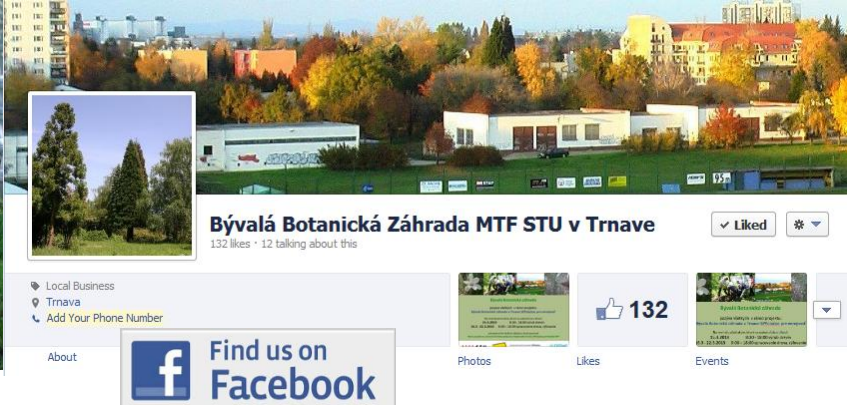 Bývalá Botanická Záhrada MTF STU v Trnave
132 likes · 12 talking about this
Liked
Local Business
Trnava
Add Your Phone Number
About
132
Photos
Likes
Events
Find us on
Facebook